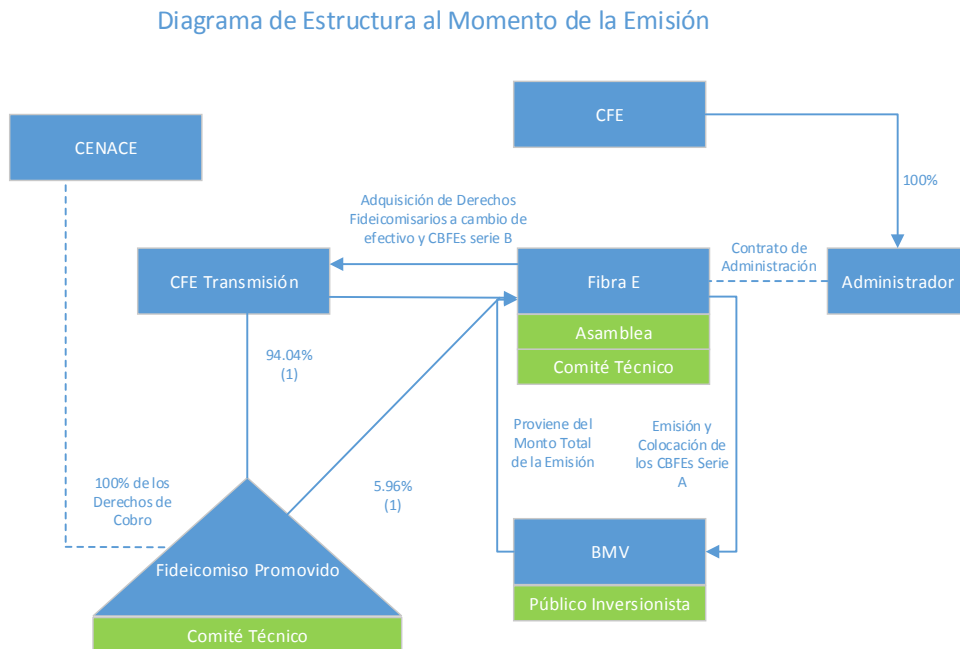 Diagrama de Estructura al Momento de la Emisión
CFE
CENACE
100%
Adquisición de Derechos
Fideicomisarios a cambio de
efectivo y CBFEs serie B
Contrato de
Administración
CFE Transmisión
Fibra E
Administrador
Asamblea
Comité Técnico
94.04%
(1)
Proviene del
Monto Total
de la Emisión
Emisión y
Colocación de
los CBFEs Serie
A
100% de los
Derechos de
Cobro
5.96%
(1)
BMV
Fideicomiso Promovido
Público Inversionista
Comité Técnico